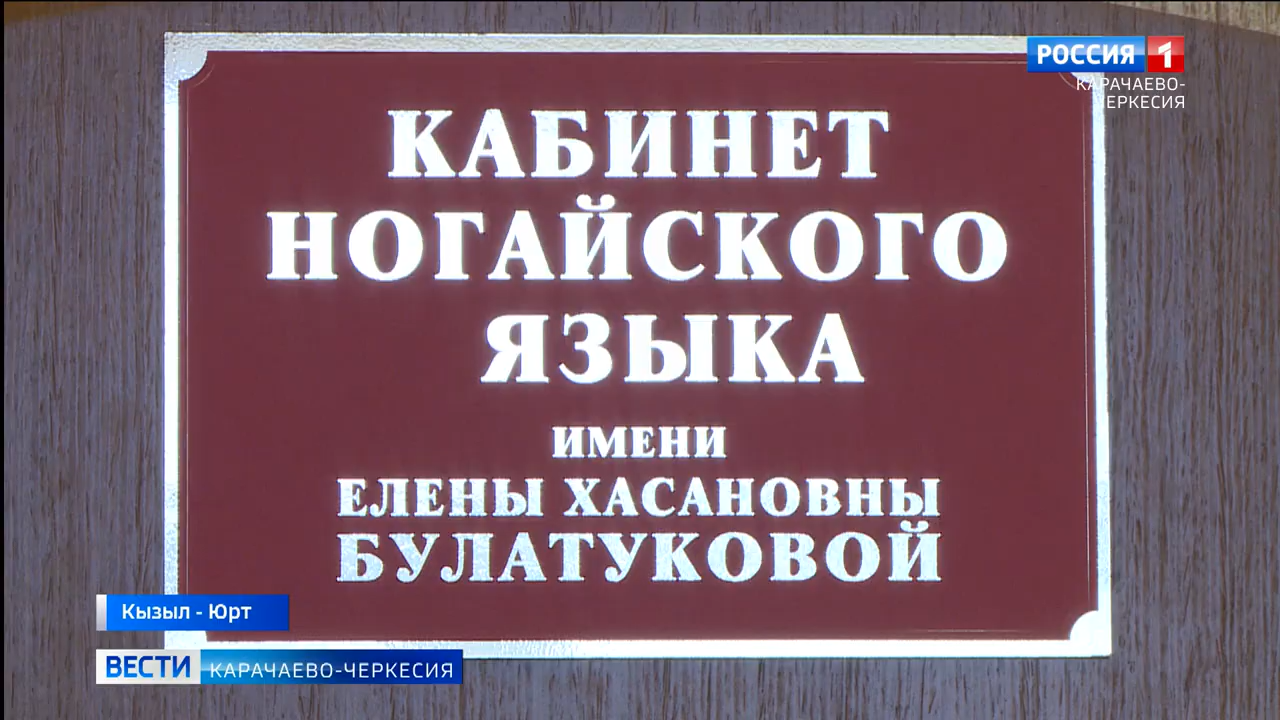 РОССИЯ 1
КАРАЧАЕВО-
ЧЕРКЕСИЯ
КАБИНЕТ
НОГАЙСКОГО
ЯЗЫКА
ИМЕНИ
ЕЛЕНЫ ХАСАНОВНЫ
БУЛАТУКОВОЙ
Кызыл - Юрт
ВЕСТИ КАРАЧАЕВО-ЧЕРКЕСИЯ